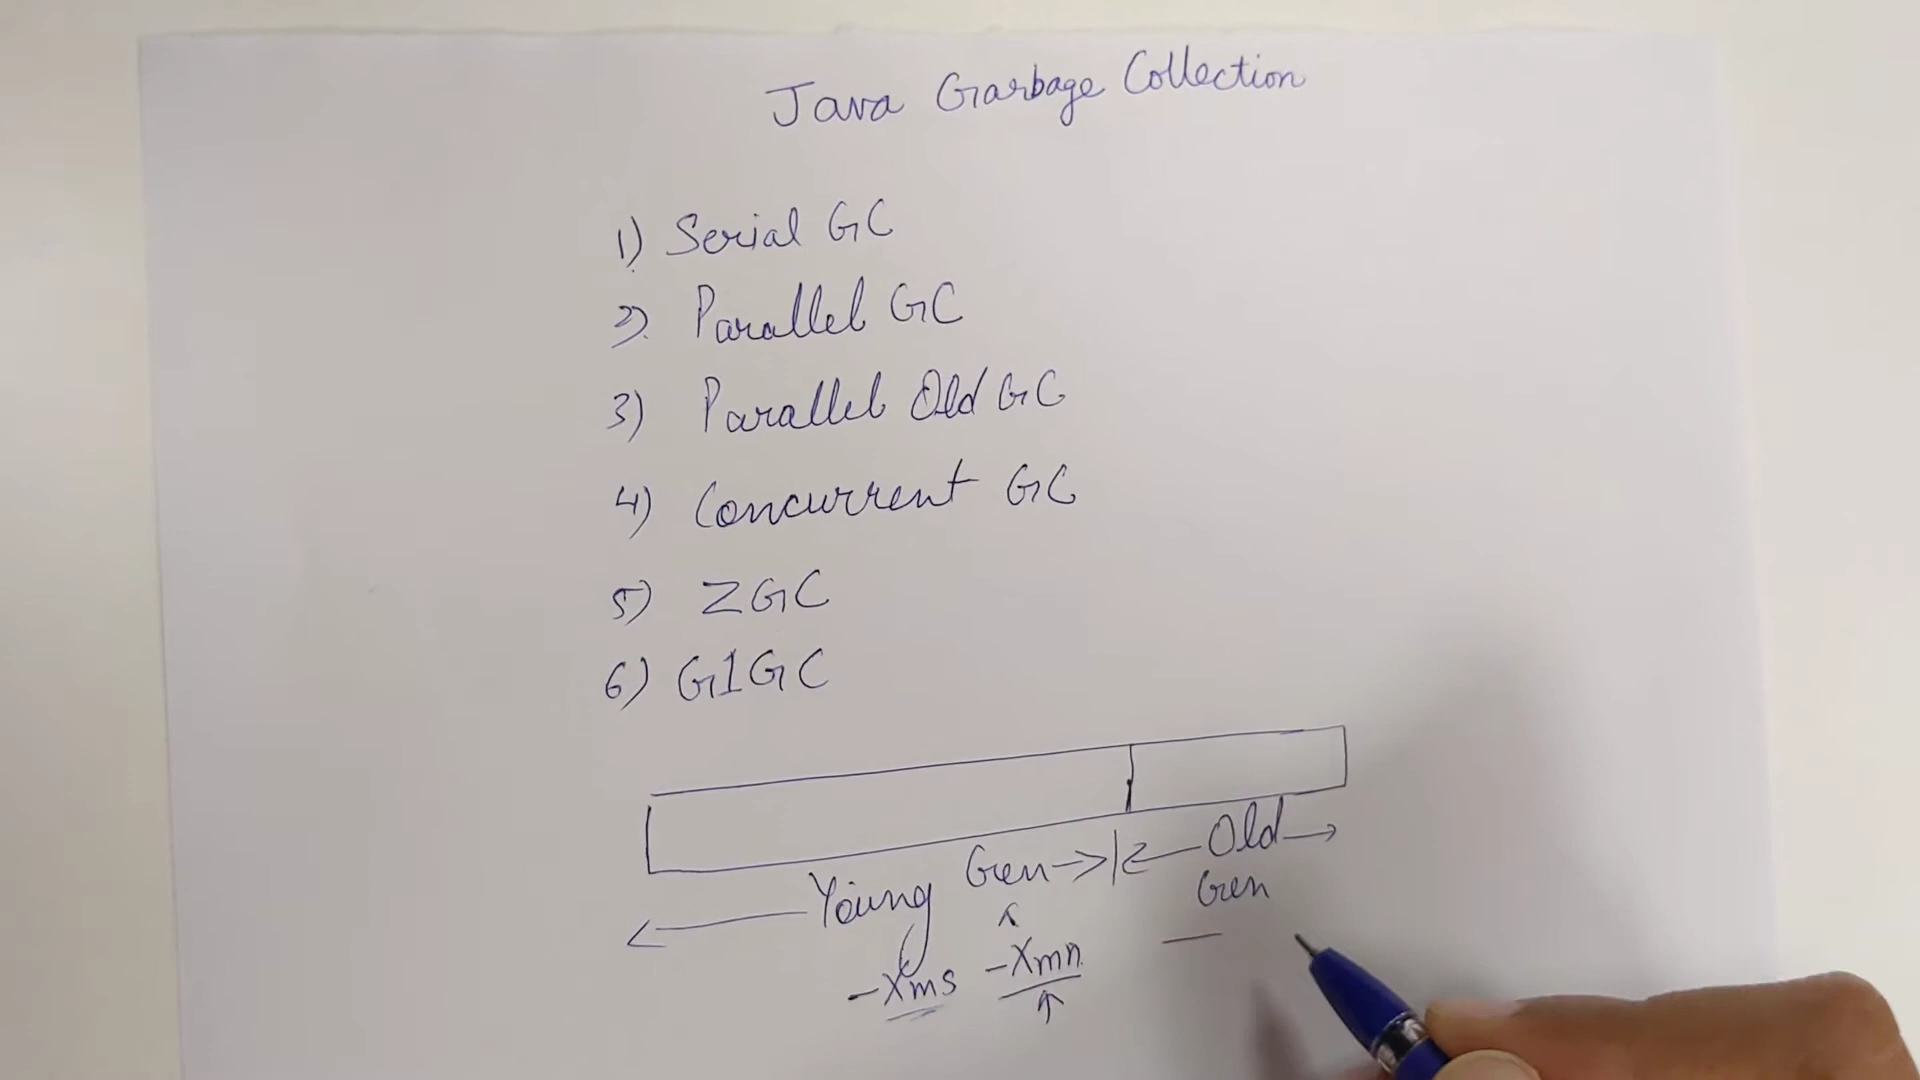 Java Garbage Collection
1) Serial GC
2) Parallel GC
3) Parallel Old GC
4) Concurrent GC
5) ZGC
6) G1GC
Young Gen
Old Gen
-Xms -Xmn